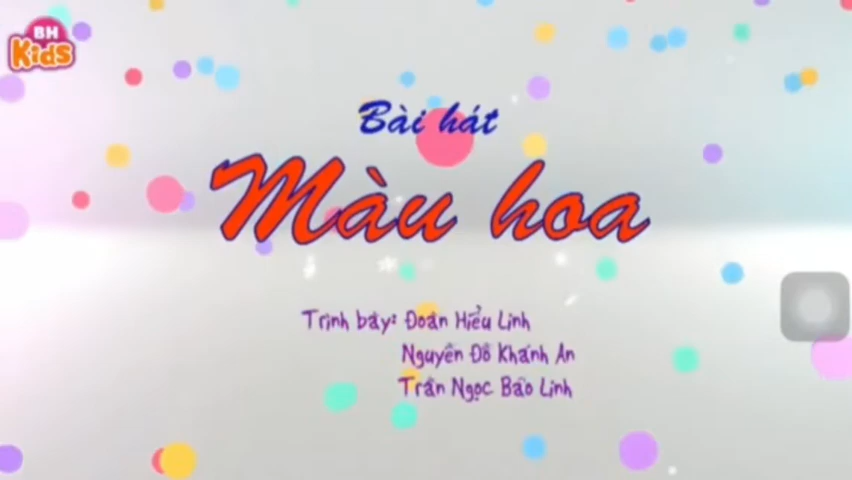 BH
Kids
Bài hát
Màu hoa
Trình bày: Đoàn Hiểu Linh
Nguyễn Đỗ Khánh An
Trần Ngọc Bảo Linh